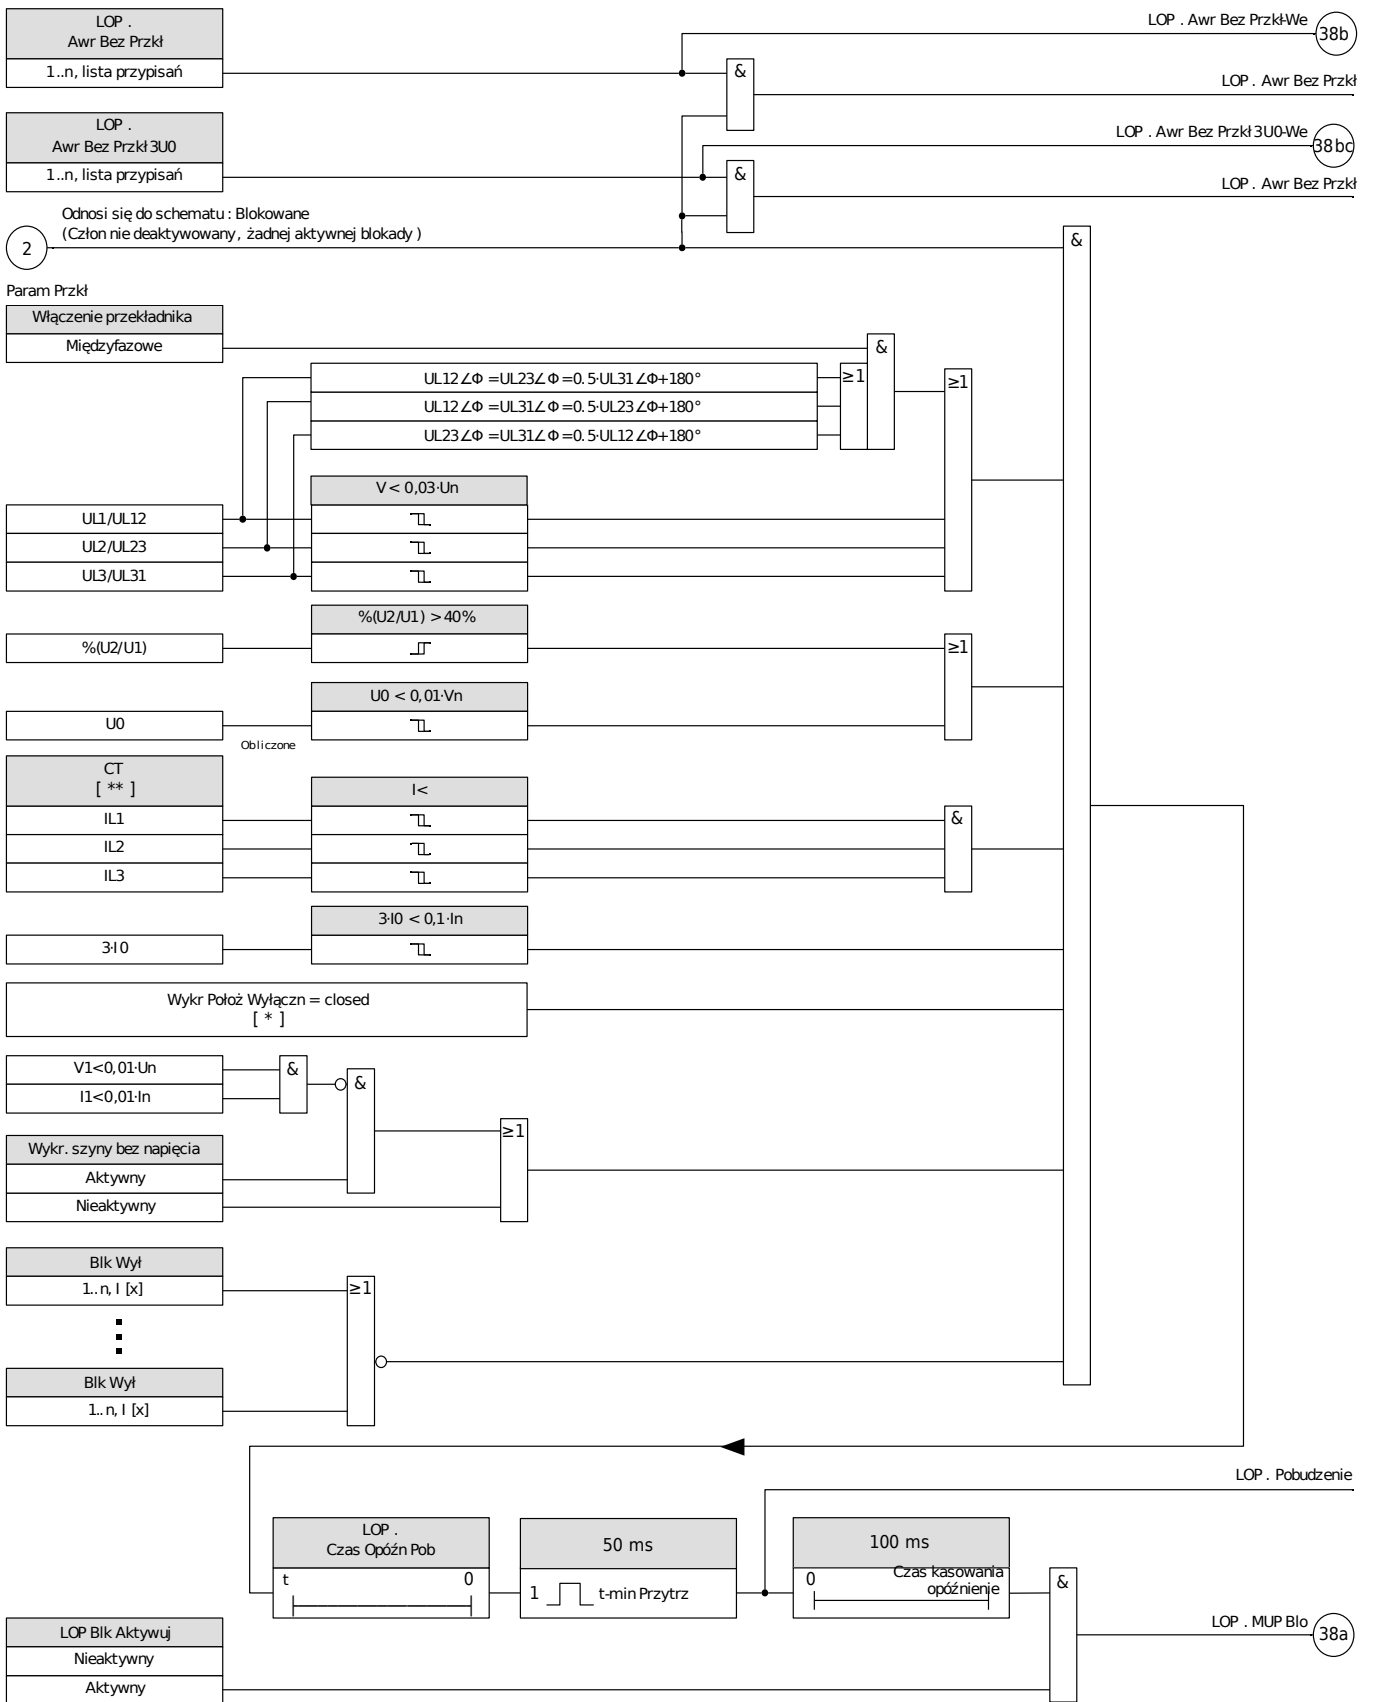 LOP .
Awr Bez Przkł
1..n, lista przypisań
LOP . Awr Bez Przkł-We
38b
&
LOP . Awr Bez Przkł
LOP .
Awr Bez Przkł 3U0
1..n, lista przypisań
LOP . Awr Bez Przkł 3U0-We
38bc
&
LOP . Awr Bez Przkł
Odnosi się do schematu : Blokowane
(Człon nie deaktywowany, żadnej aktywnej blokady )
2
&
Param Przkł
Włączenie przekładnika
Międzyfazowe
&
UL12∠Φ =UL23∠Φ =0.5·UL31∠Φ+180°
≥1
≥1
UL12∠Φ =UL31∠Φ =0.5·UL23∠Φ+180°
UL23∠Φ =UL31∠Φ =0.5·UL12∠Φ+180°
V < 0,03·Un
UL1/UL12
UL2/UL23
UL3/UL31
%(U2/U1) > 40%
%(U2/U1)
≥1
U0 < 0,01·Vn
U0
Obliczone
CT
[ ** ]
I<
IL1
&
IL2
IL3
3·I0 < 0,1·In
3·I0
Wykr Położ Wyłączn = closed
[ * ]
V1<0,01·Un
&
&
I1<0,01·In
≥1
Wykr. szyny bez napięcia
Aktywny
Nieaktywny
Blk Wył
1..n, I [x]
≥1
Blk Wył
1..n, I [x]
LOP . Pobudzenie
LOP .
Czas Opóźn Pob
50 ms
100 ms
t 0
1 t-min Przytrz
0 Czas kasowania
opóźnienie
&
LOP Blk Aktywuj
LOP . MUP Blo
38a
Nieaktywny
Aktywny